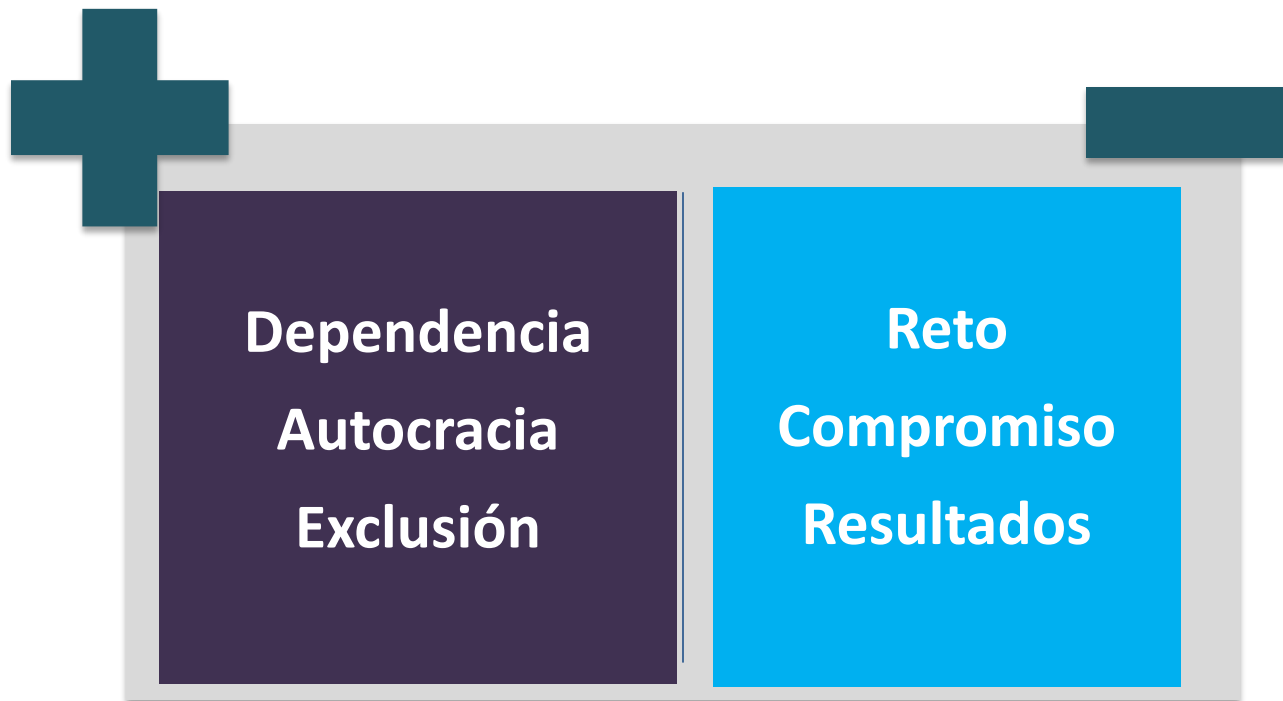 Dependencia
Autocracia
Exclusión
Reto
Compromiso
Resultados